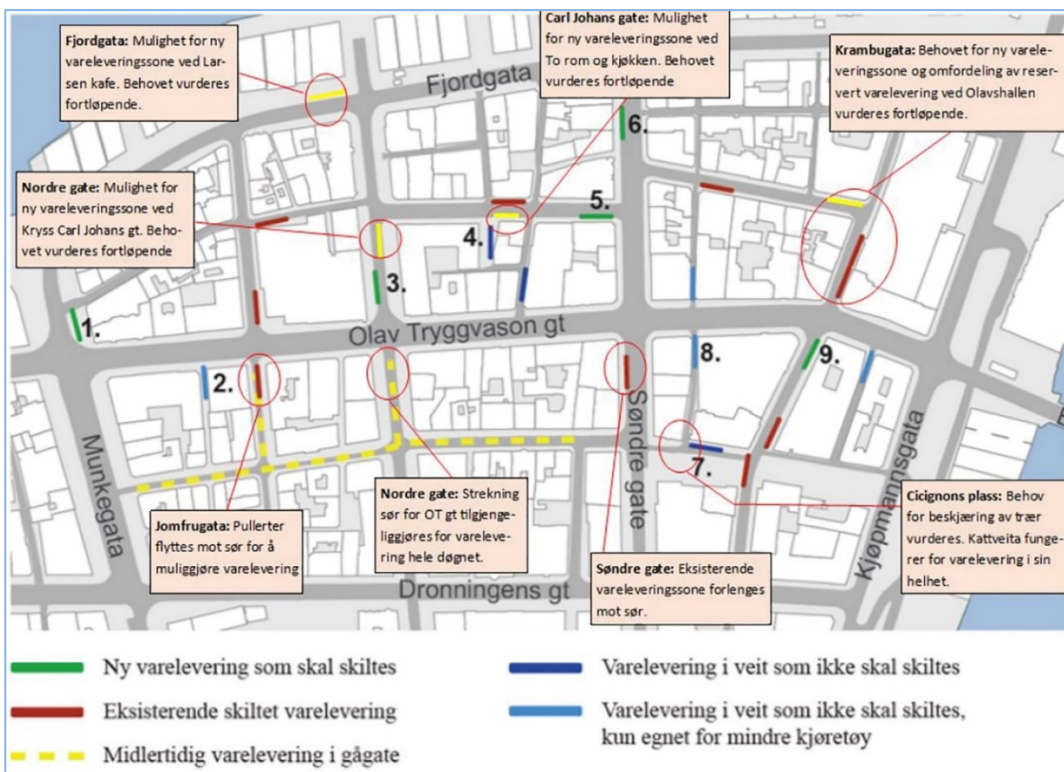 Carl Johans gate: Mulighet
for ny vareleveringssone ved
To rom og kjøkken. Behovet
vurderes fortløpende
Fjordgata: Mulighet for ny
vareleveringssone ved Lar-
sen kafe. Behovet vurderes
fortløpende.
Krambugata: Behovet for ny varele-
veringssone og omfordeling av reser-
vert varelevering ved Olavshallen
vurderes fortløpende.
Fjordgata
6.
Nordre gate: Mulighet for
ny vareleveringssone ved
Kryss Carl Johans gt. Beho-
vet vurderes fortløpende
5.
4.
3.
1.
Olav Tryggvason gt
2.
8.
9.
Munkegata
Søndre gate
7.
Kjøpmannsgata
Jomfrugata: Pullerter
flyttes mot sør for å
muliggjøre varelevering
Nordre gate: Strekning
sør for OT gt tilgjenge-
liggjøres for varelever-
ing hele døgnet.
Søndre gate: Eksisterende
vareleveringssone forlenges
mot sør.
Cicignons plass: Behov
for beskjæring av trær
vurderes. Kattveita funge-
rer for varelevering i sin
helhet.
Dronningens gt
Ny varelevering som skal skiltes
Eksisterende skiltet varelevering
Midlertidig varelevering i gågate
Varelevering i veit som ikke skal skiltes
Varelevering i veit som ikke skal skiltes,
kun egnet for mindre kjøretøy